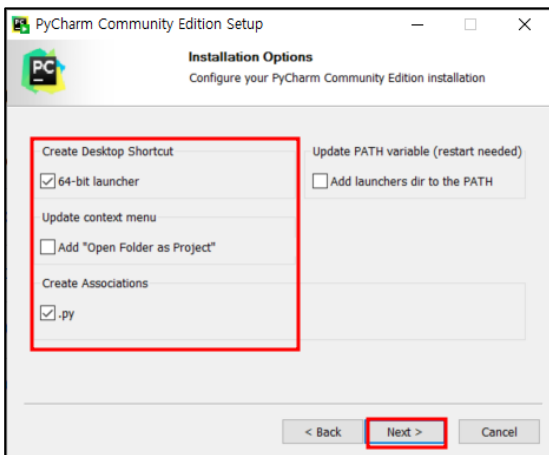 PyCharm Community Edition Setup
PC
Installation Options
Configure your PyCharm Community Edition installation
Create Desktop Shortcut
64-bit launcher
Update PATH variable (restart needed)
Add launchers dir to the PATH
Update context menu
Add "Open Folder as Project"
Create Associations
.py
< Back
Next >
Cancel